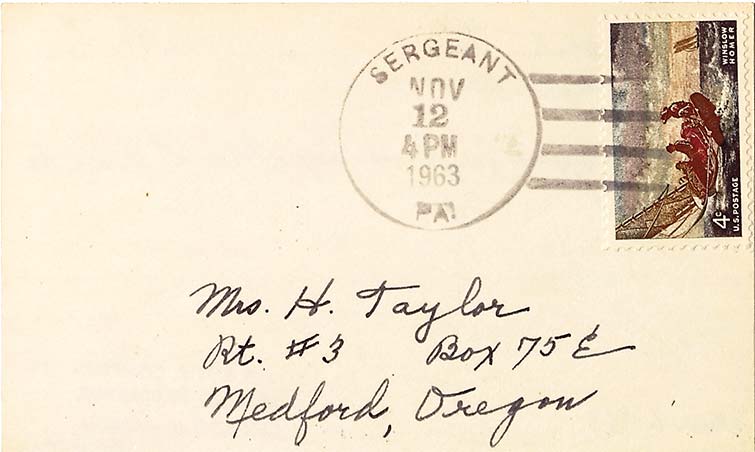 SERGEANT
NOV
12
4 PM
1963
PA.
WINSLOW
HOMER
4¢
U.S. POSTAGE
Mrs. H. Taylor
Rt. #3 Box 75 E
Medford, Oregon